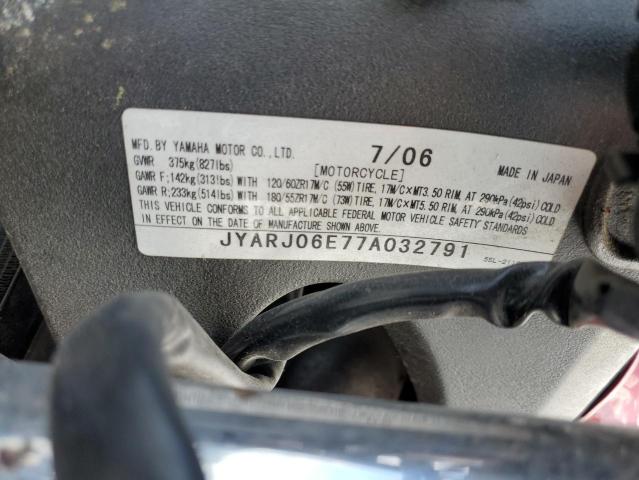 MFD. BY YAMAHA MOTOR CO., LTD. 7/06 MADE IN JAPAN
GVWR 375kg (827lbs) [MOTORCYCLE]
GAWR F; 142kg (313lbs) WITH 120/60ZR17M/C (55W) TIRE, 17M/C×MT3.50 RIM, AT 290kPa (42psi) COLD
GAWR R; 233kg (514lbs) WITH 180/55ZR17M/C (73W) TIRE, 17M/C×MT5.50 RIM, AT 290kPa (42psi) COLD
THIS VEHICLE CONFORMS TO ALL APPLICABLE FEDERAL MOTOR VEHICLE SAFETY STANDARDS
IN EFFECT ON THE DATE OF MANUFACTURE.
JYARJ06E77A032791